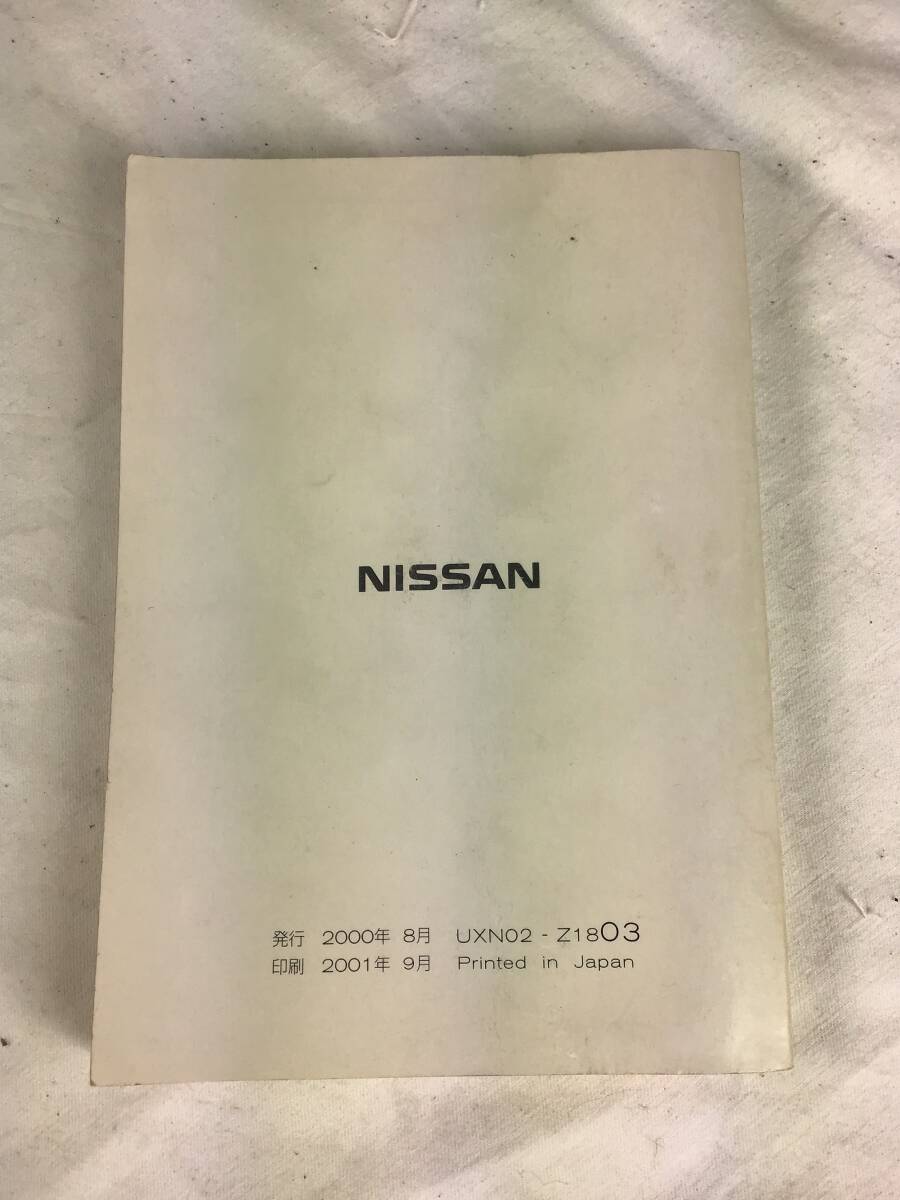 NISSAN
発行 2000年 8月 UXN02 - Z1803
印刷 2001年 9月 Printed in Japan